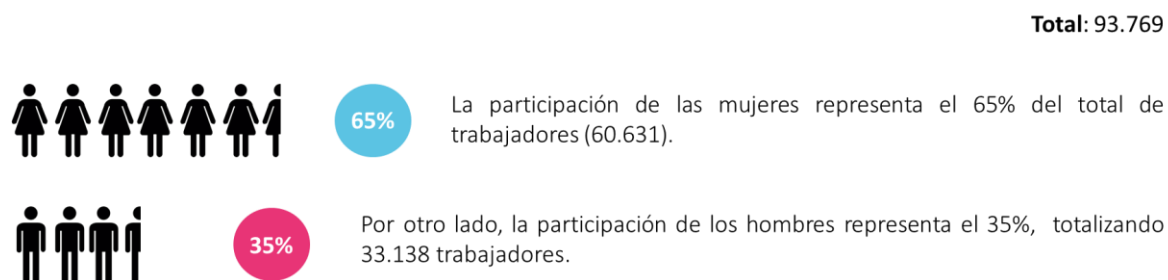 Total: 93.769
65%
La participación de las mujeres representa el 65% del total de
trabajadores (60.631).
35%
Por otro lado, la participación de los hombres representa el 35%, totalizando
33.138 trabajadores.